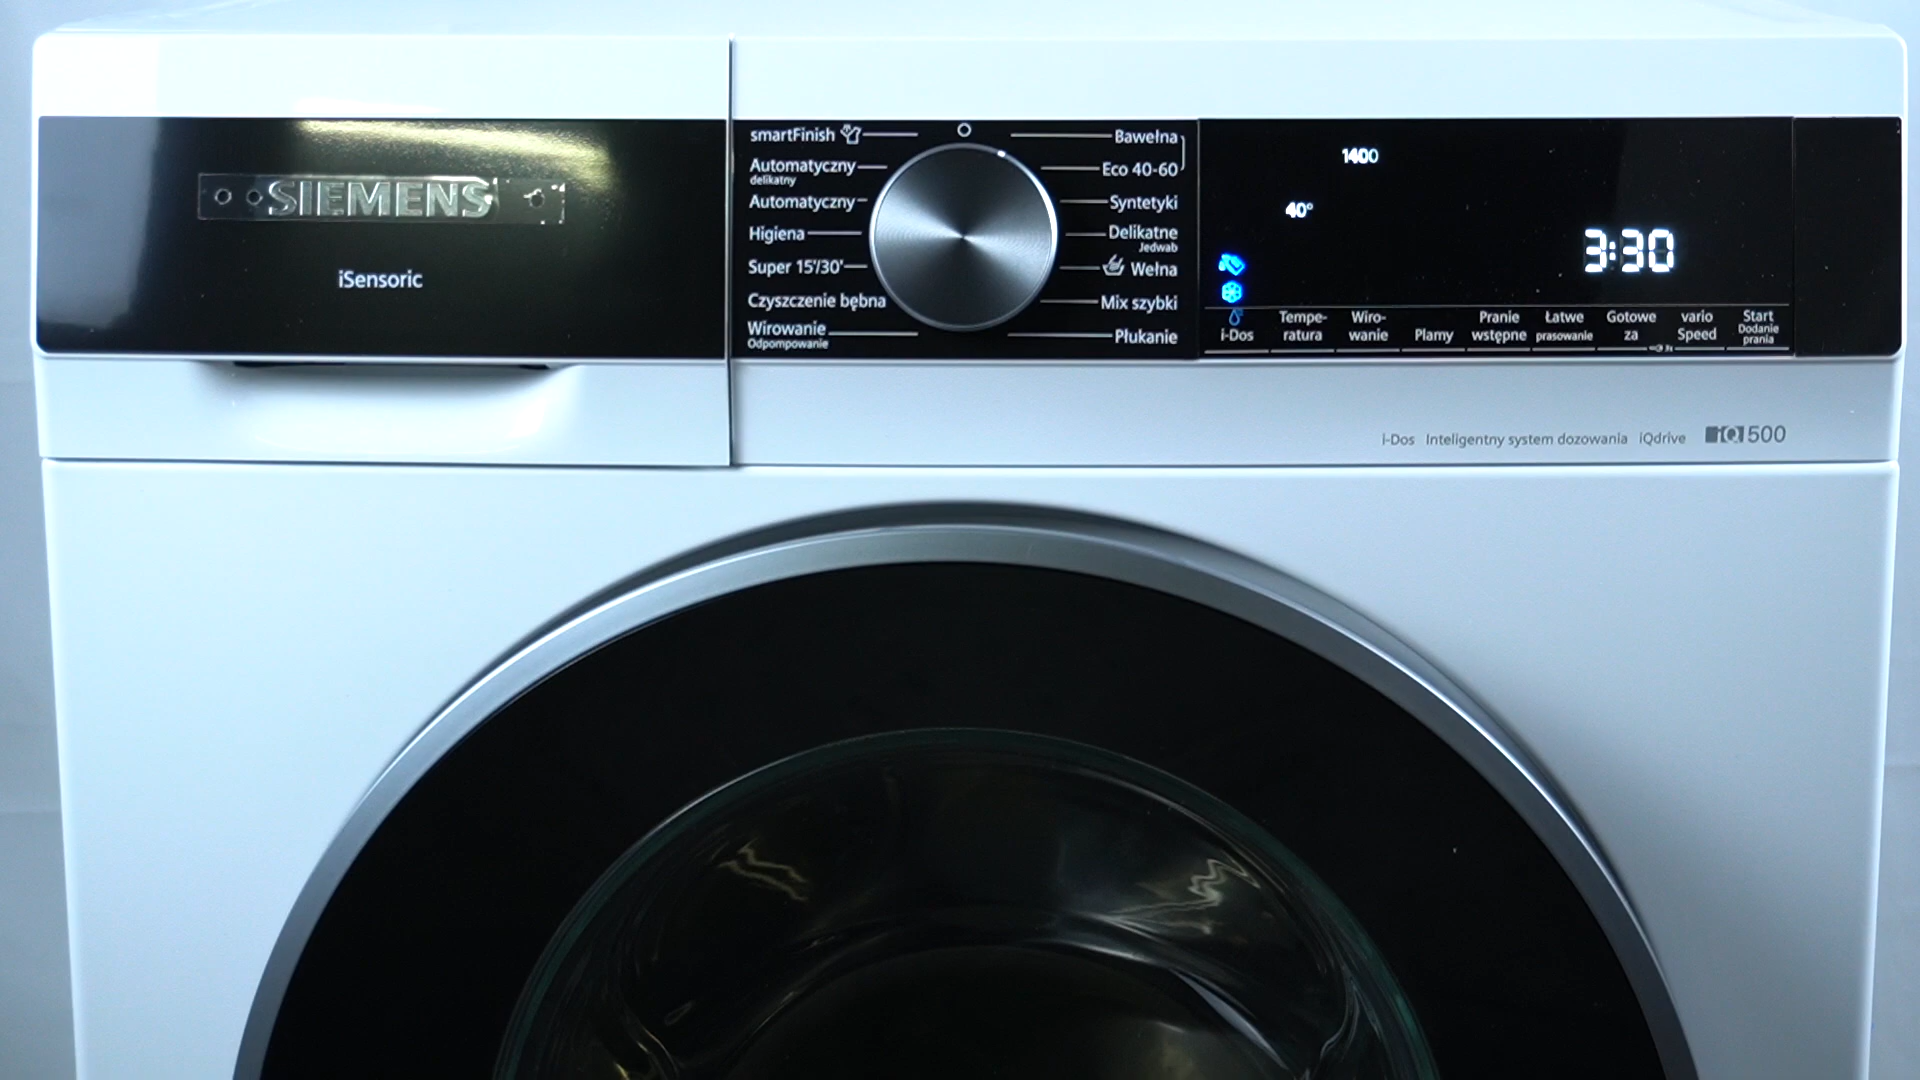 SIEMENS
iSensoric
smartFinish
Automatyczny
delikatny
Automatyczny
Higiena
Super 15'/30'
Czyszczenie bębna
Wirowanie
Odpompowanie
Bawełna
Eco 40-60
Syntetyki
Delikatne
Jedwab
Wełna
Mix szybki
Płukanie
1400
40°
3:30
i-Dos
Tempe-
ratura
Wiro-
wanie
Plamy
Pranie
wstępne
Łatwe
prasowanie
Gotowe
za
vario
Speed
Start
Dodanie
prania
i-Dos Inteligentny system dozowania iQdrive iQ500